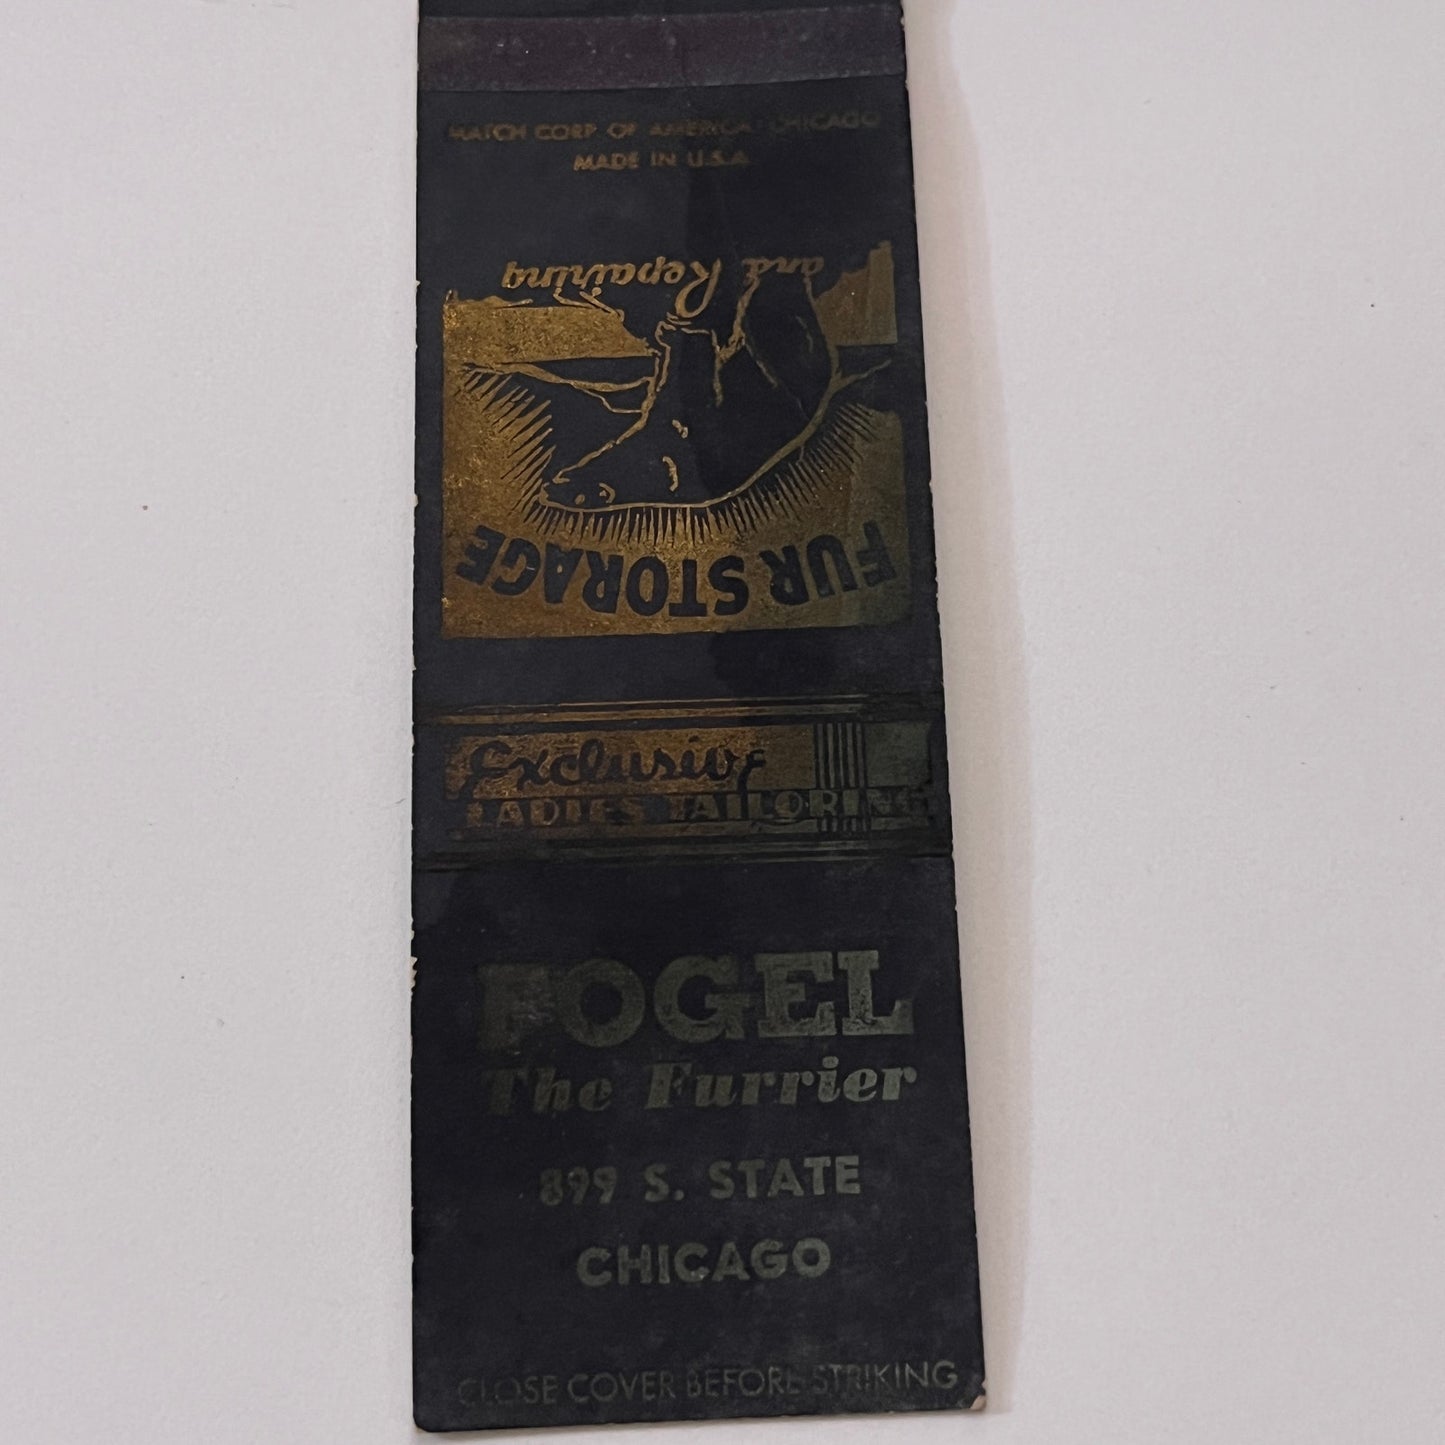 MATCH CORP. OF AMERICA, CHICAGO
MADE IN U.S.A.
and Repairing
FUR STORAGE
Exclusive
LADIES TAILORING
FOGEL
The Furrier
899 S. STATE
CHICAGO
CLOSE COVER BEFORE STRIKING